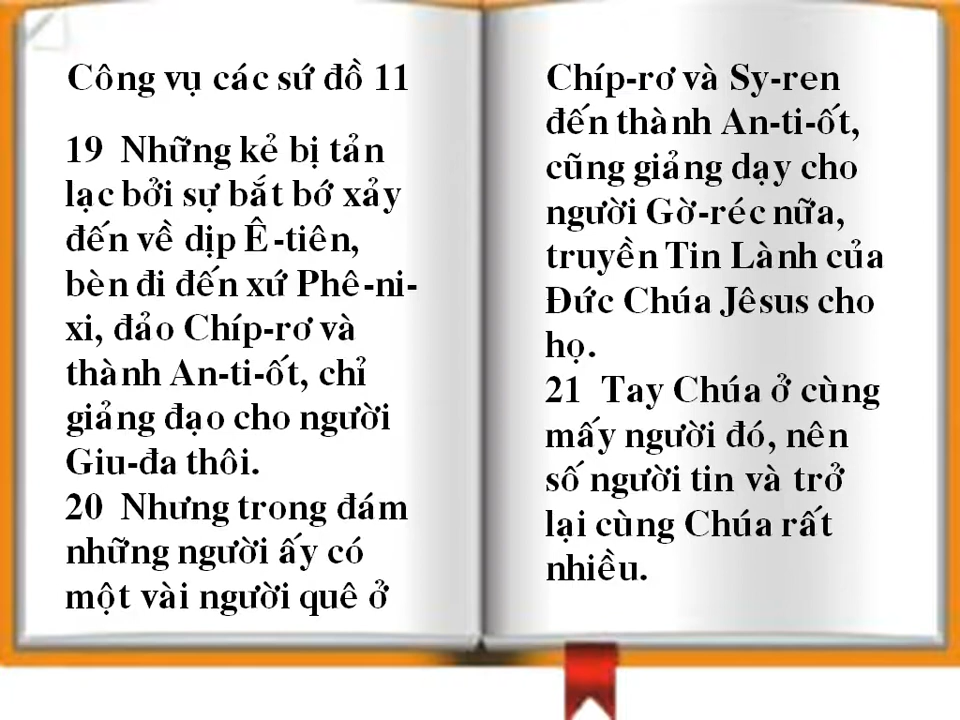 Công vụ các sứ đồ 11
19 Những kẻ bị tản
lạc bởi sự bắt bớ xảy
đến về dịp Ê-tiên,
bèn đi đến xứ Phê-ni-
xi, đảo Chíp-rơ và
thành An-ti-ốt, chỉ
giảng đạo cho người
Giu-đa thôi.
20 Nhưng trong đám
những người ấy có
một vài người quê ở
Chíp-rơ và Sy-ren
đến thành An-ti-ốt,
cũng giảng dạy cho
người Gờ-réc nữa,
truyền Tin Lành của
Đức Chúa Jêsus cho
họ.
21 Tay Chúa ở cùng
mấy người đó, nên
số người tin và trở
lại cùng Chúa rất
nhiều.